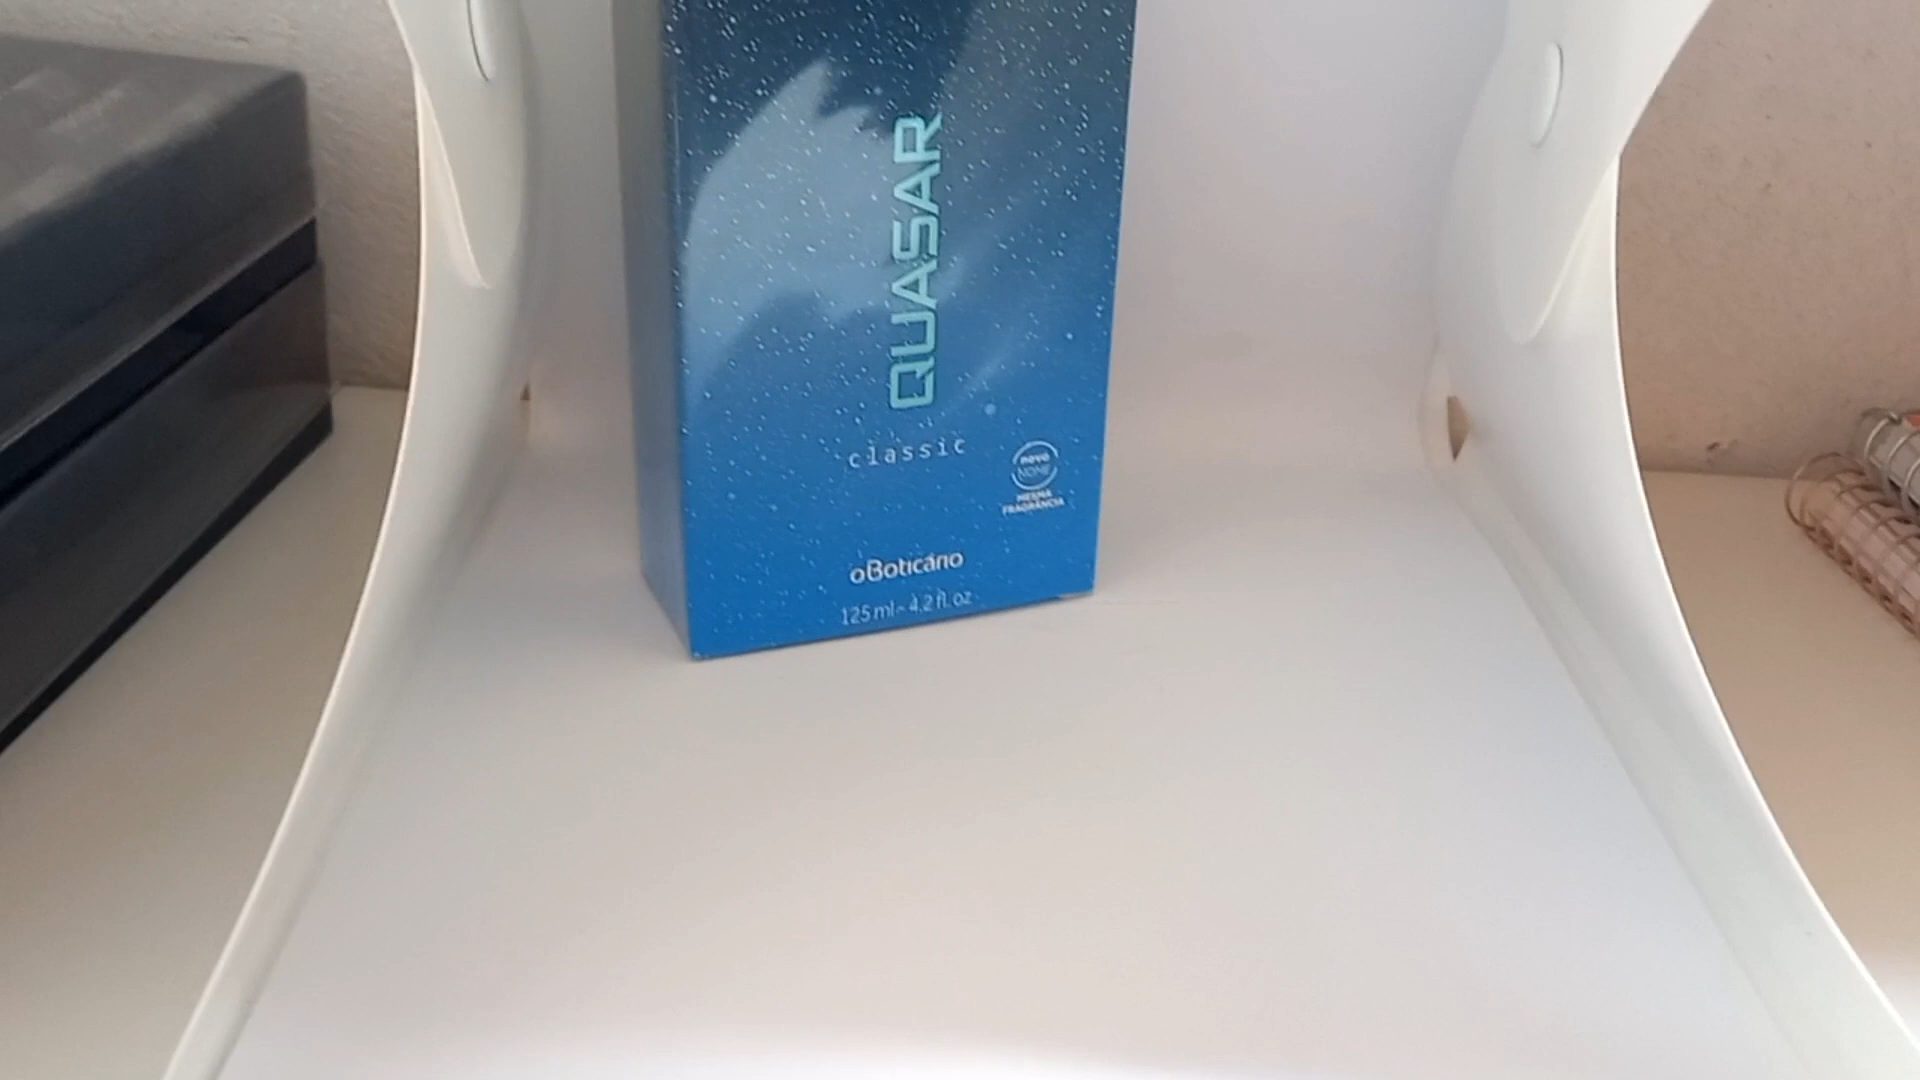 QUASAR
classic
novo
NOME
MESMA
FRAGRÂNCIA
oBoticário
125 ml - 4.2 fl. oz